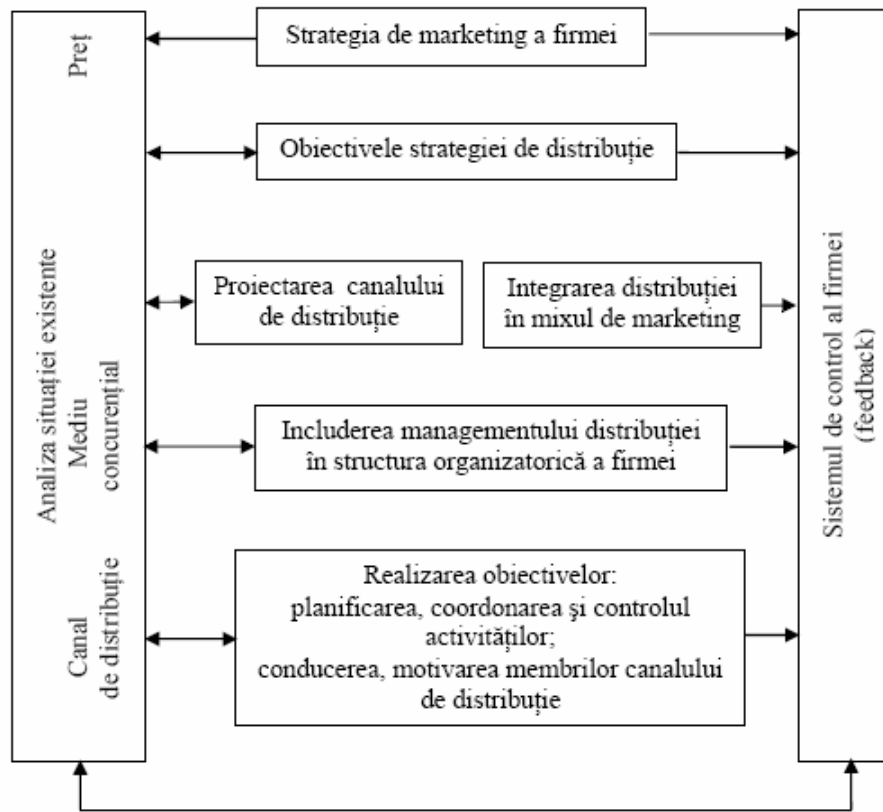 Preț
Analiza situației existente
Mediu
concurențial
Canal
de distribuție
Strategia de marketing a firmei
Obiectivele strategiei de distribuție
Proiectarea canalului
de distribuție
Integrarea distribuției
în mixul de marketing
Includerea managementului distribuției
în structura organizatorică a firmei
Realizarea obiectivelor:
planificarea, coordonarea şi controlul
activităților;
conducerea, motivarea membrilor canalului
de distribuție
Sistemul de control al firmei
(feedback)